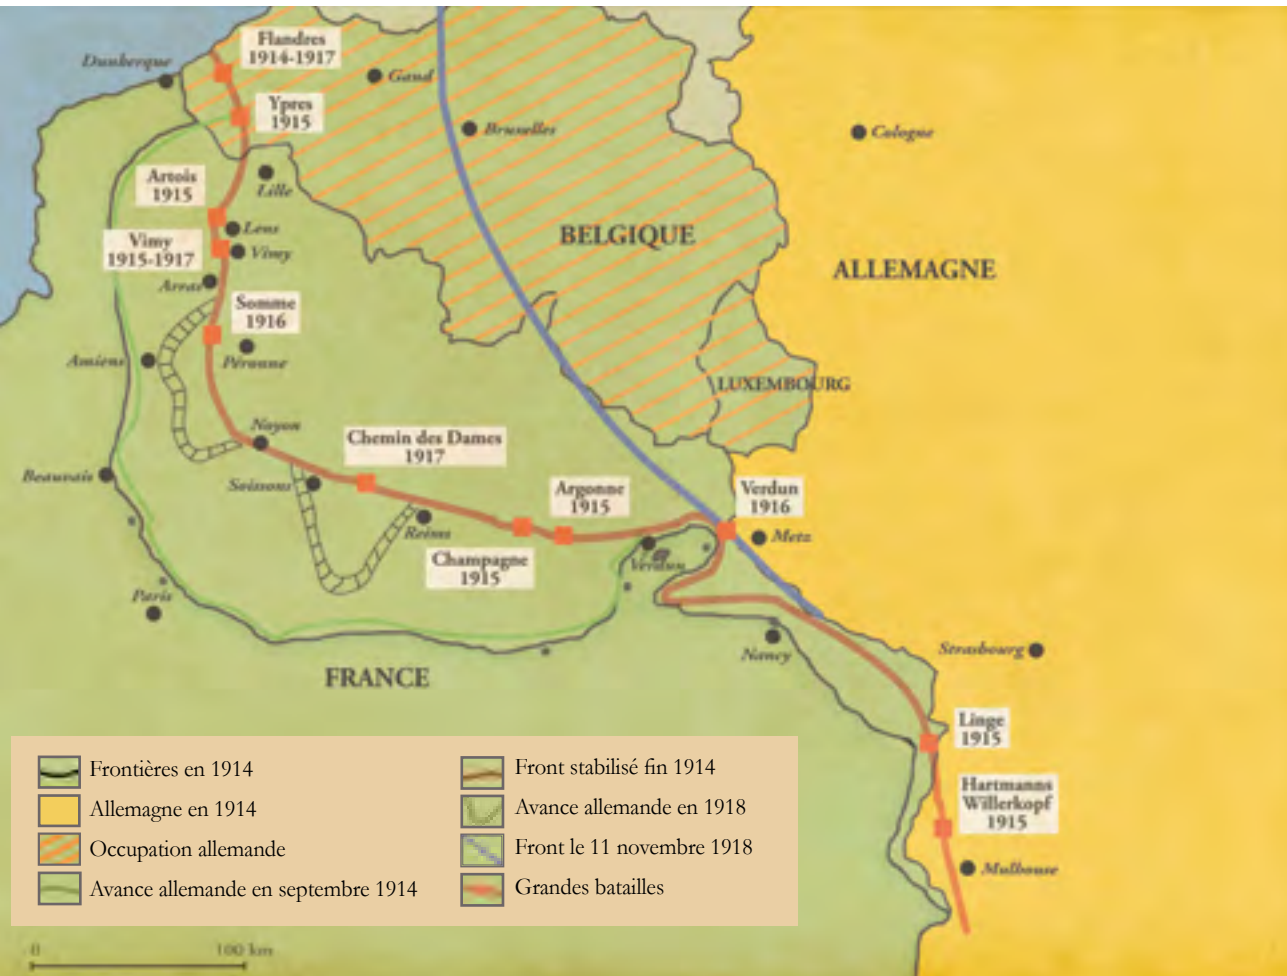 Flandres
1914-1917
Dunkerque
Gand
Ypres
1915
Bruxelles
Cologne
Artois
1915
Lille
Lens
Vimy
1915-1917
Vimy
BELGIQUE
ALLEMAGNE
Arras
Somme
1916
Amiens
Péronne
LUXEMBOURG
Noyon
Chemin des Dames
1917
Beauvais
Soissons
Argonne
1915
Verdun
1916
Reims
Metz
Champagne
1915
Verdun
Paris
Nancy
Strasbourg
FRANCE
Linge
1915
Hartmanns
Willerkopf
1915
Mulhouse
Frontières en 1914
Allemagne en 1914
Occupation allemande
Avance allemande en septembre 1914
Front stabilisé fin 1914
Avance allemande en 1918
Front le 11 novembre 1918
Grandes batailles
0
100 km